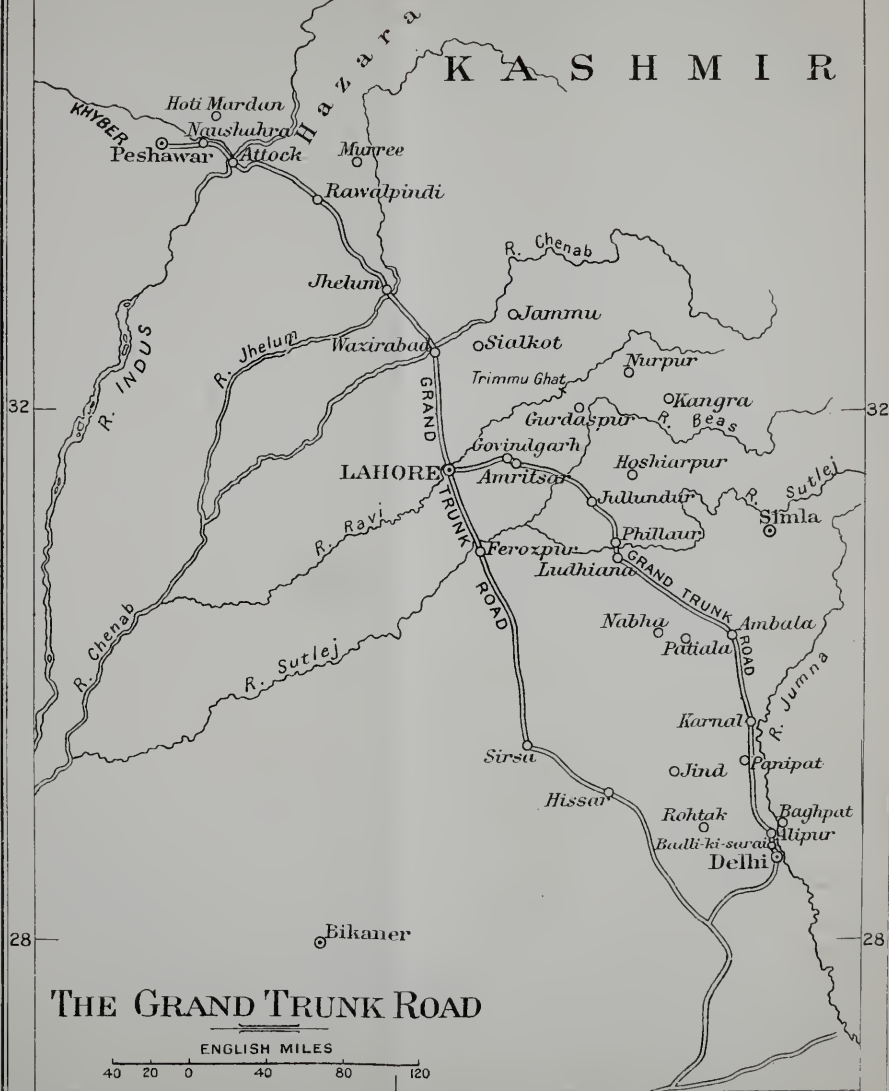 KASHMIR
Hazara
Hoti Mardan
KHYBER
Naushahra
Peshawar
Attock
Murree
Rawalpindi
R. Chenab
Jhelum
Jammu
R. Jhelum
Wazirabad
Sialkot
R. INDUS
Nurpur
Trimmu Ghat
GRAND
Kangra
32
32
Gurdaspur
R. Beas
Govindgarh
Hoshiarpur
LAHORE
Amritsar
R. Sutlej
Jullundur
TRUNK
Simla
R. Ravi
Phillaur
Ferozpur
Ludhiana
GRAND TRUNK
ROAD
Nabha
Ambala
Patiala
ROAD
R. Chenab
R. Sutlej
R. Jumna
Karnal
Sirsa
Panipat
Jind
Hissar
Rohtak
Baghpat
Alipur
Badli-ki-sarai
Delhi
28
Bikaner
28
THE GRAND TRUNK ROAD
ENGLISH MILES
40 20 0 40 80 120